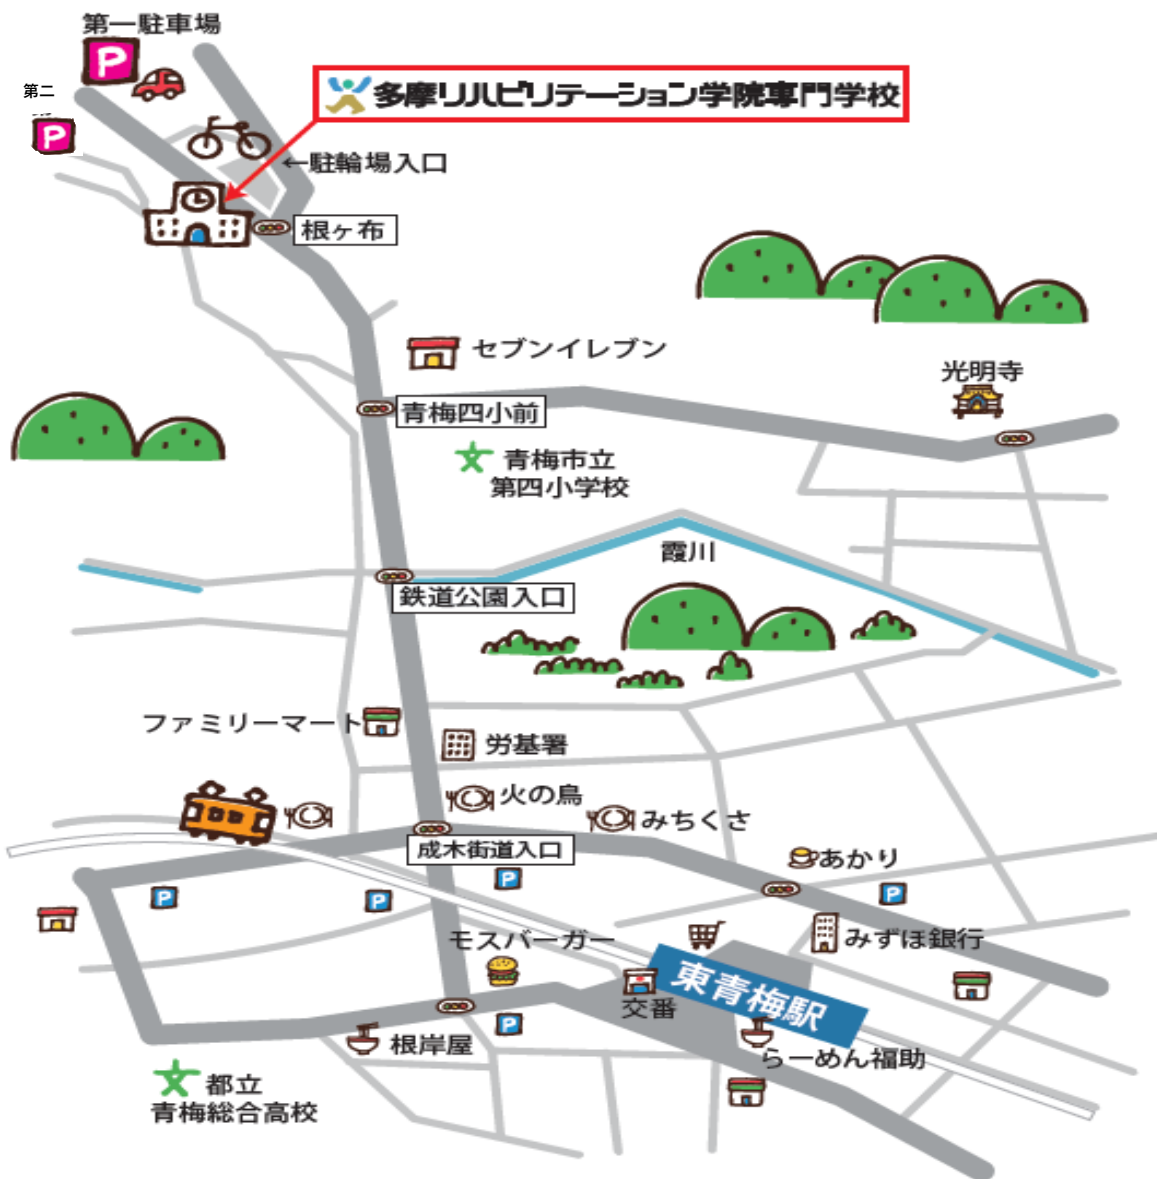 第一駐車場
P
第二
P
多摩リハビリテーション学院専門学校
←駐輪場入口
根ヶ布
セブンイレブン
光明寺
青梅四小前
青梅市立
第四小学校
霞川
鉄道公園入口
ファミリーマート
労基署
火の鳥
みちくさ
成木街道入口
あかり
P
P
P
P
モスバーガー
みずほ銀行
東青梅駅
交番
P
根岸屋
らーめん福助
都立
青梅総合高校